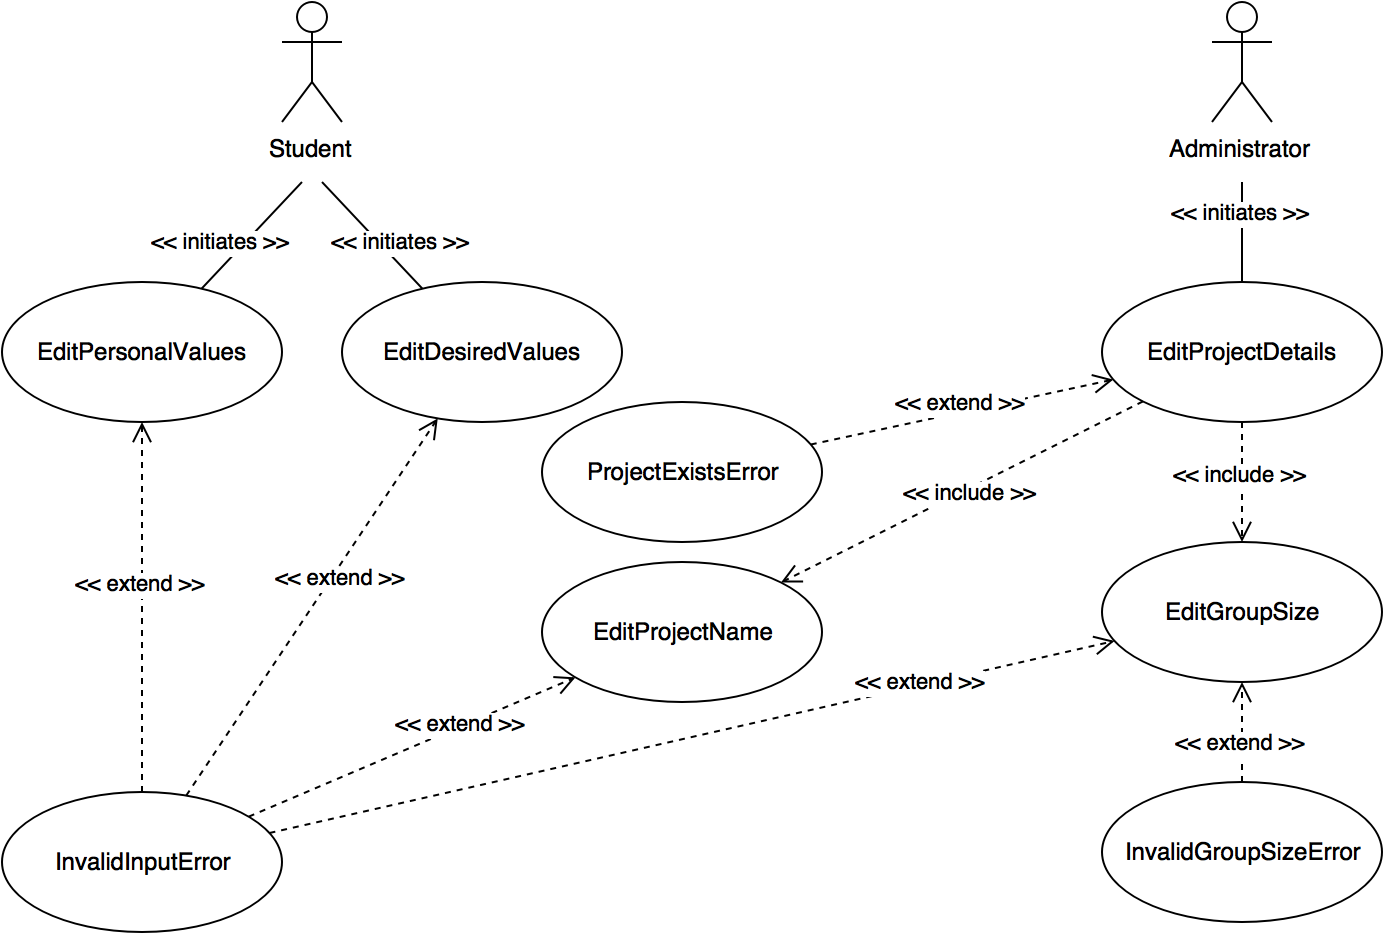 Student
Administrator
<< initiates >>
<< initiates >>
<< initiates >>
EditPersonalValues
EditDesiredValues
EditProjectDetails
<< extend >>
ProjectExistsError
<< include >>
<< include >>
<< extend >>
<< extend >>
EditGroupSize
EditProjectName
<< extend >>
<< extend >>
<< extend >>
InvalidInputError
InvalidGroupSizeError